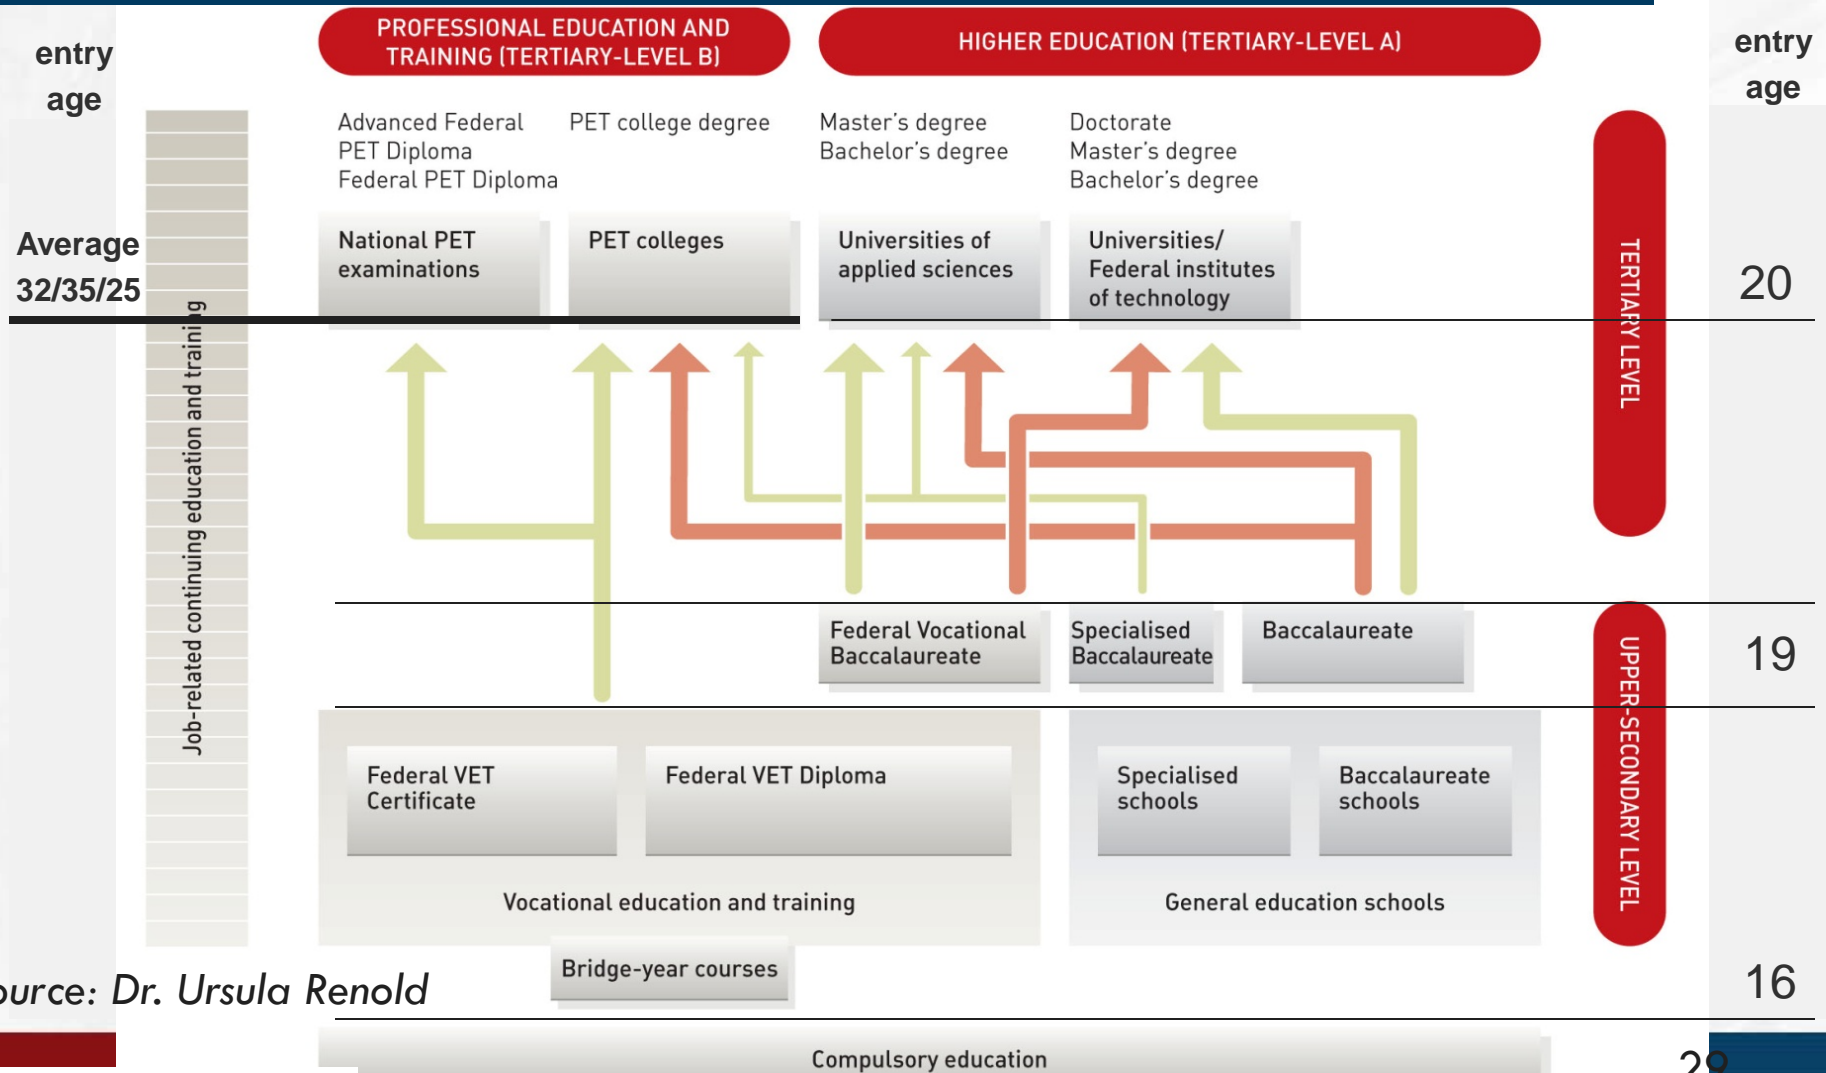 PROFESSIONAL EDUCATION AND
TRAINING (TERTIARY-LEVEL B)
HIGHER EDUCATION (TERTIARY-LEVEL A)
entry
age
entry
age
Advanced Federal
PET Diploma
Federal PET Diploma
PET college degree
Master's degree
Bachelor's degree
Doctorate
Master's degree
Bachelor's degree
Average
32/35/25
National PET
examinations
PET colleges
Universities of
applied sciences
Universities/
Federal institutes
of technology
TERTIARY LEVEL
20
Job-related continuing education and training
Federal Vocational
Baccalaureate
Specialised
Baccalaureate
Baccalaureate
UPPER-SECONDARY LEVEL
19
Federal VET
Certificate
Federal VET Diploma
Specialised
schools
Baccalaureate
schools
Vocational education and training
General education schools
Bridge-year courses
ource: Dr. Ursula Renold
16
Compulsory education
29